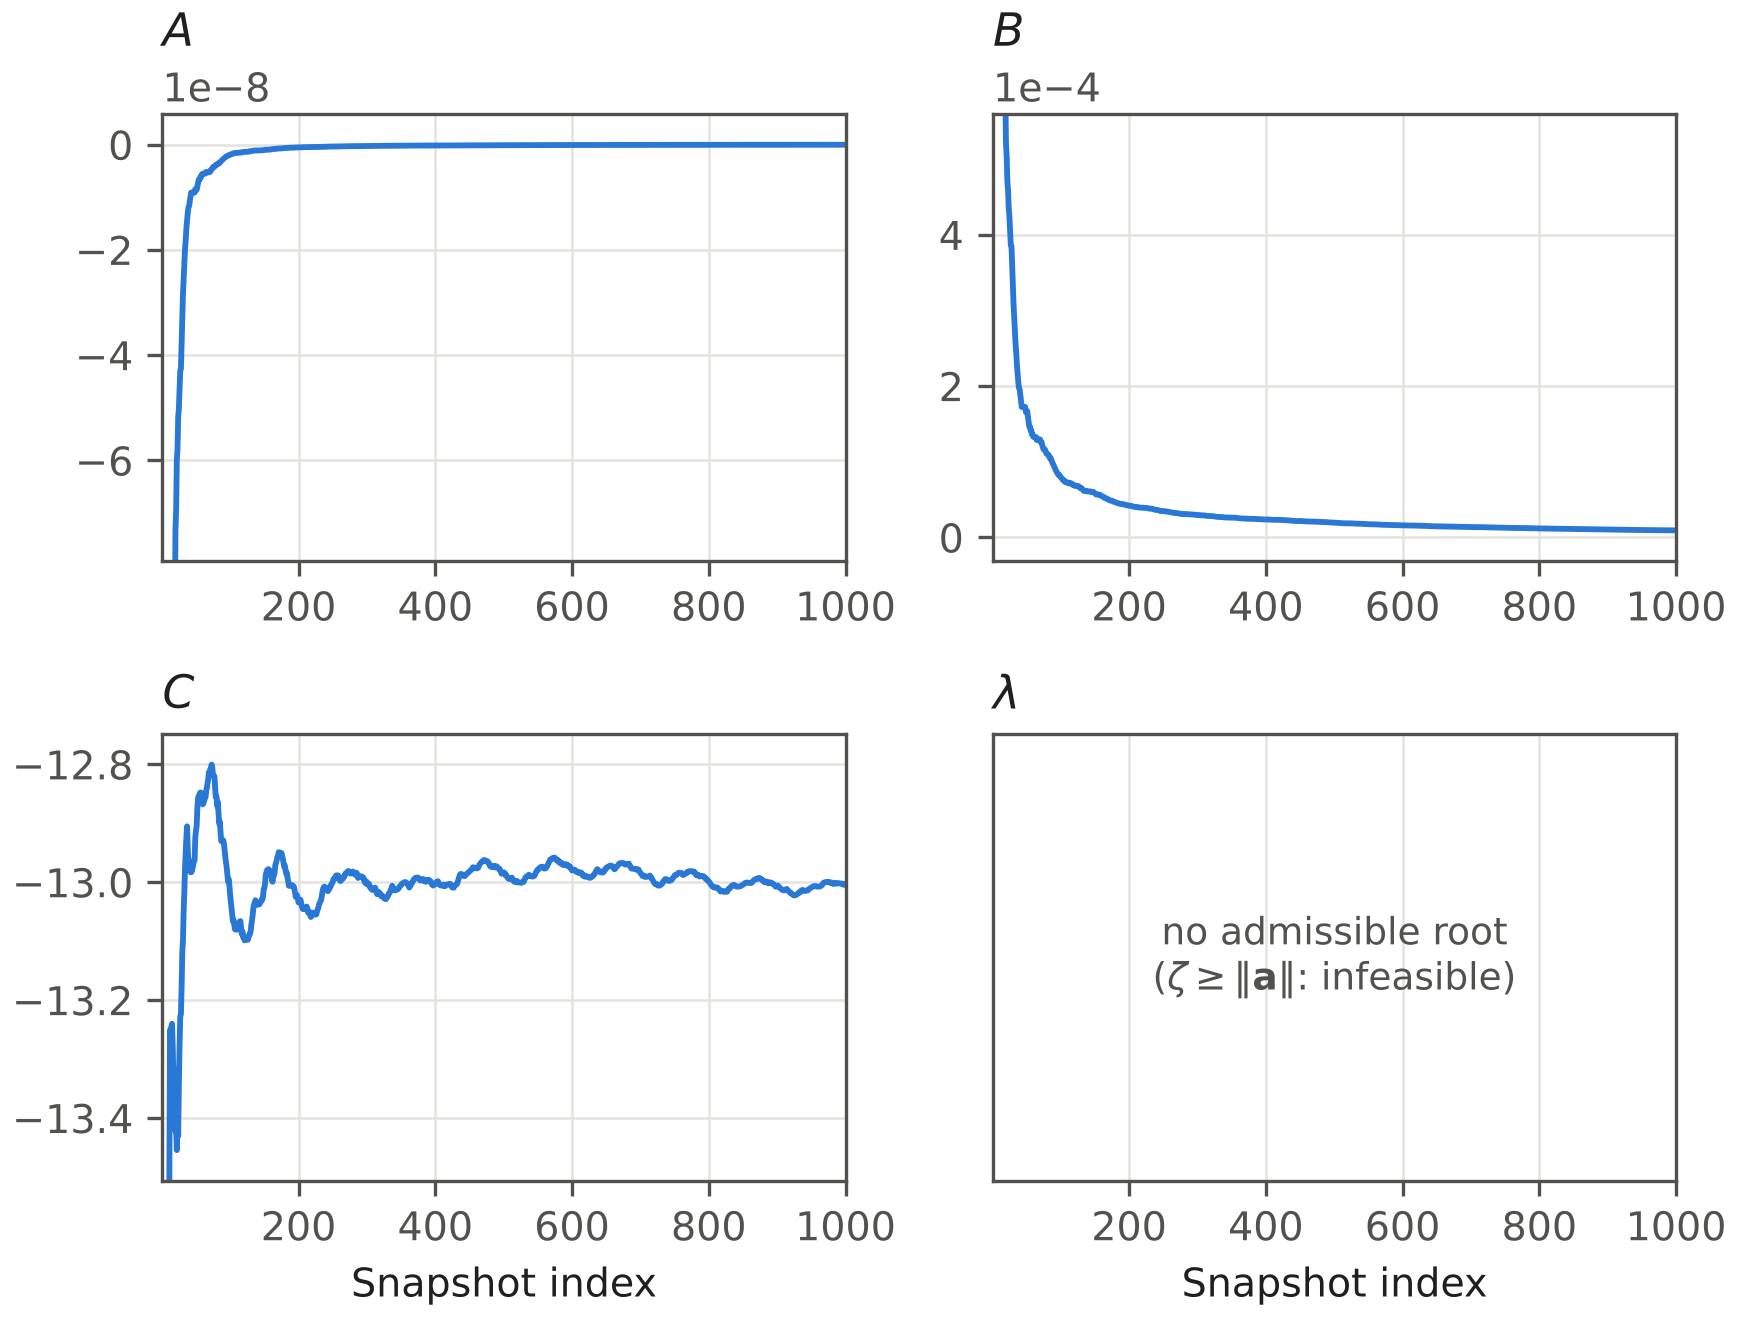 A
1e−8
0
−2
−4
−6
200 400 600 800 1000
B
1e−4
4
2
0
200 400 600 800 1000
C
−12.8
−13.0
−13.2
−13.4
200 400 600 800 1000
Snapshot index
λ
no admissible root
(ζ ≥ ‖a‖: infeasible)
200 400 600 800 1000
Snapshot index